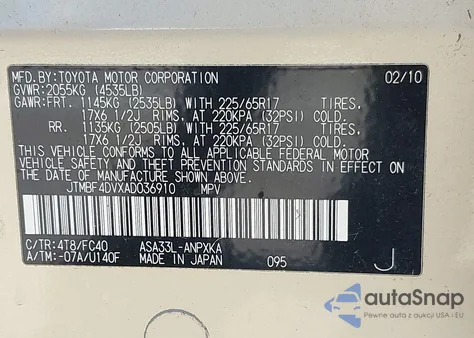 MFD.BY:TOYOTA MOTOR CORPORATION 02/10
GVWR:2055KG (4535LB)
GAWR:FRT. 1145KG (2535LB) WITH 225/65R17 TIRES,
17X6 1/2J RIMS, AT 220KPA (32PSI) COLD.
RR. 1135KG (2505LB) WITH 225/65R17 TIRES,
17X6 1/2J RIMS, AT 220KPA (32PSI) COLD.
THIS VEHICLE CONFORMS TO ALL APPLICABLE FEDERAL MOTOR
VEHICLE SAFETY AND THEFT PREVENTION STANDARDS IN EFFECT ON
THE DATE OF MANUFACTURE SHOWN ABOVE.
JTMBF4DVXAD036910 MPV
C/TR:4T8/FC40 ASA33L-ANPXKA
A/TM:-07A/U140F MADE IN JAPAN 095 J
autoSnap
Pewne auta z aukcji USA i EU